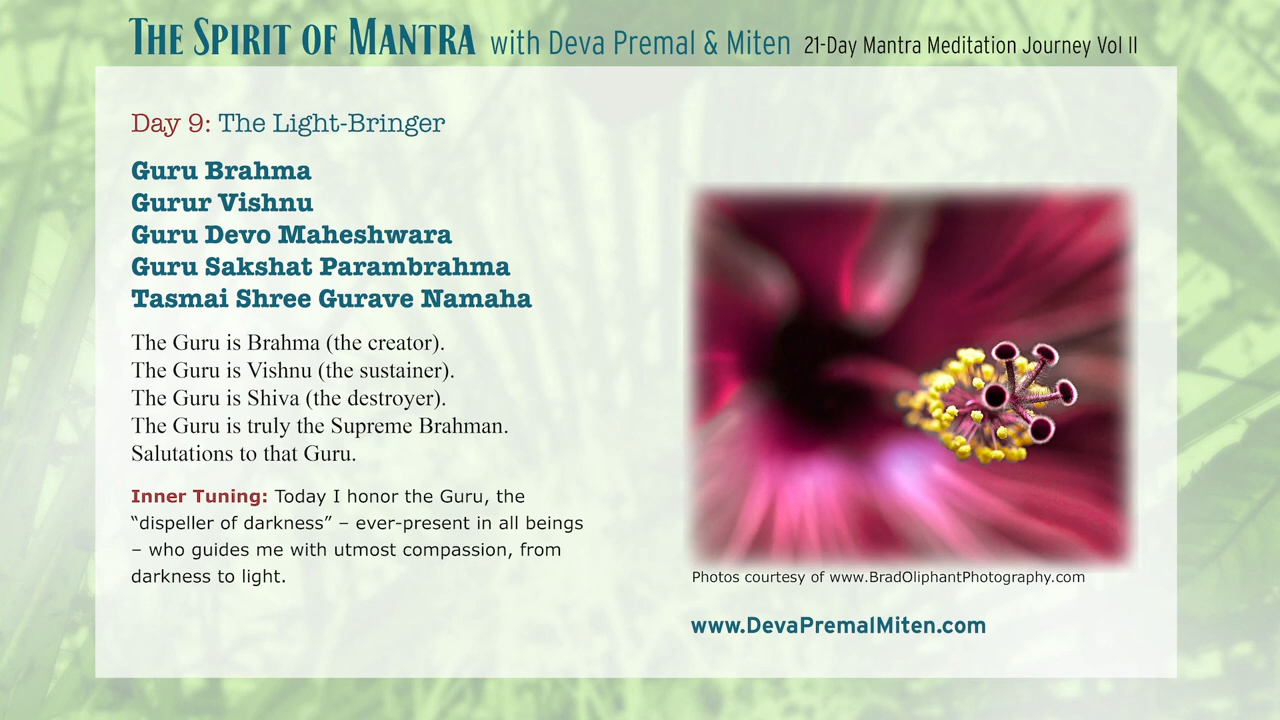 The Spirit of Mantra with Deva Premal & Miten 21-Day Mantra Meditation Journey Vol II
Day 9: The Light-Bringer
Guru Brahma
Gurur Vishnu
Guru Devo Maheshwara
Guru Sakshat Parambrahma
Tasmai Shree Gurave Namaha
The Guru is Brahma (the creator).
The Guru is Vishnu (the sustainer).
The Guru is Shiva (the destroyer).
The Guru is truly the Supreme Brahman.
Salutations to that Guru.
Inner Tuning: Today I honor the Guru, the
“dispeller of darkness” – ever-present in all beings
– who guides me with utmost compassion, from
darkness to light.
Photos courtesy of www.BradOliphantPhotography.com
www.DevaPremalMiten.com